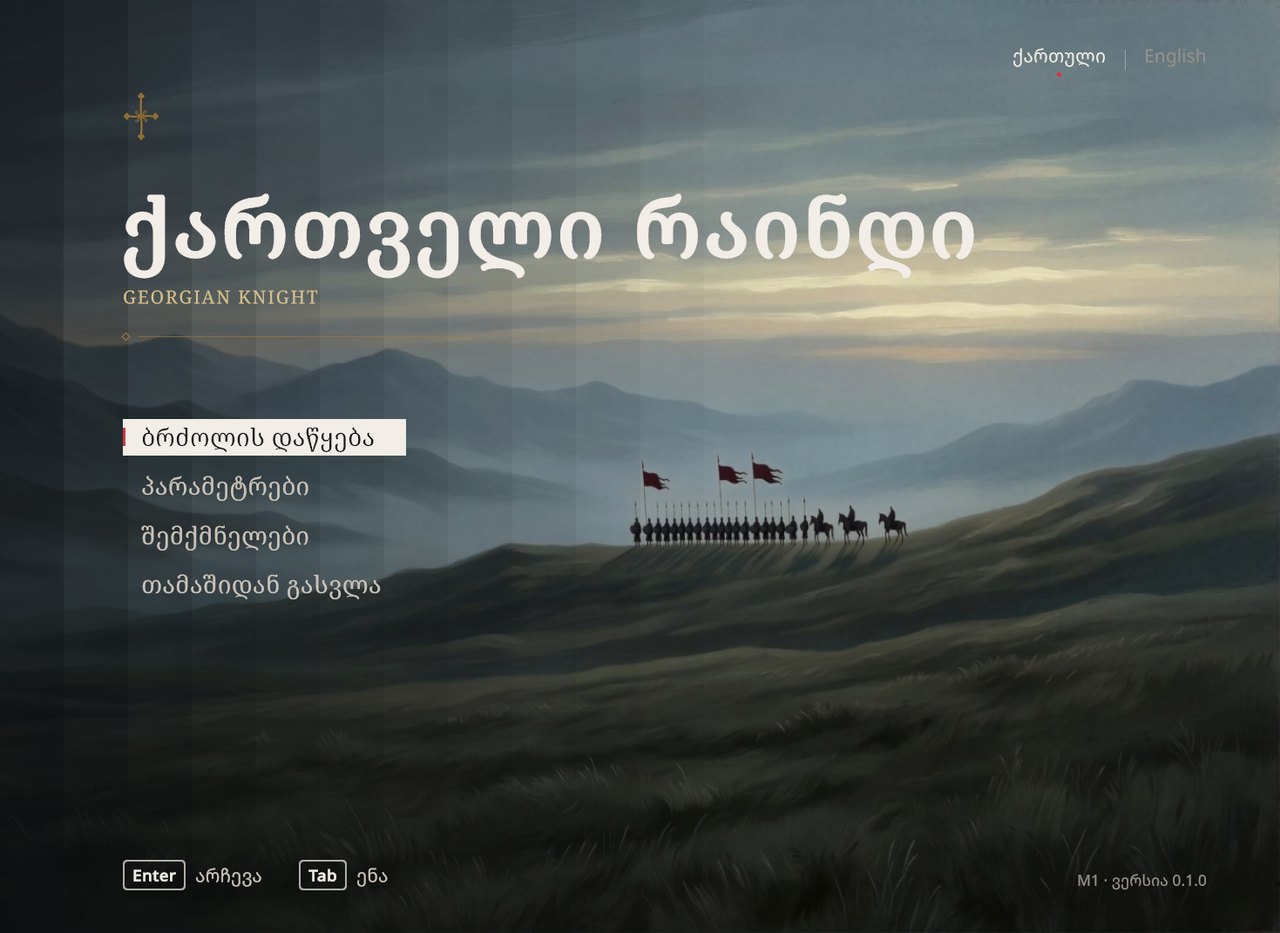 ქართული | English
ქართველი რაინდი
GEORGIAN KNIGHT
ბრძოლის დაწყება
პარამეტრები
შემქმნელები
თამაშიდან გასვლა
Enter არჩევა Tab ენა
M1 · ვერსია 0.1.0